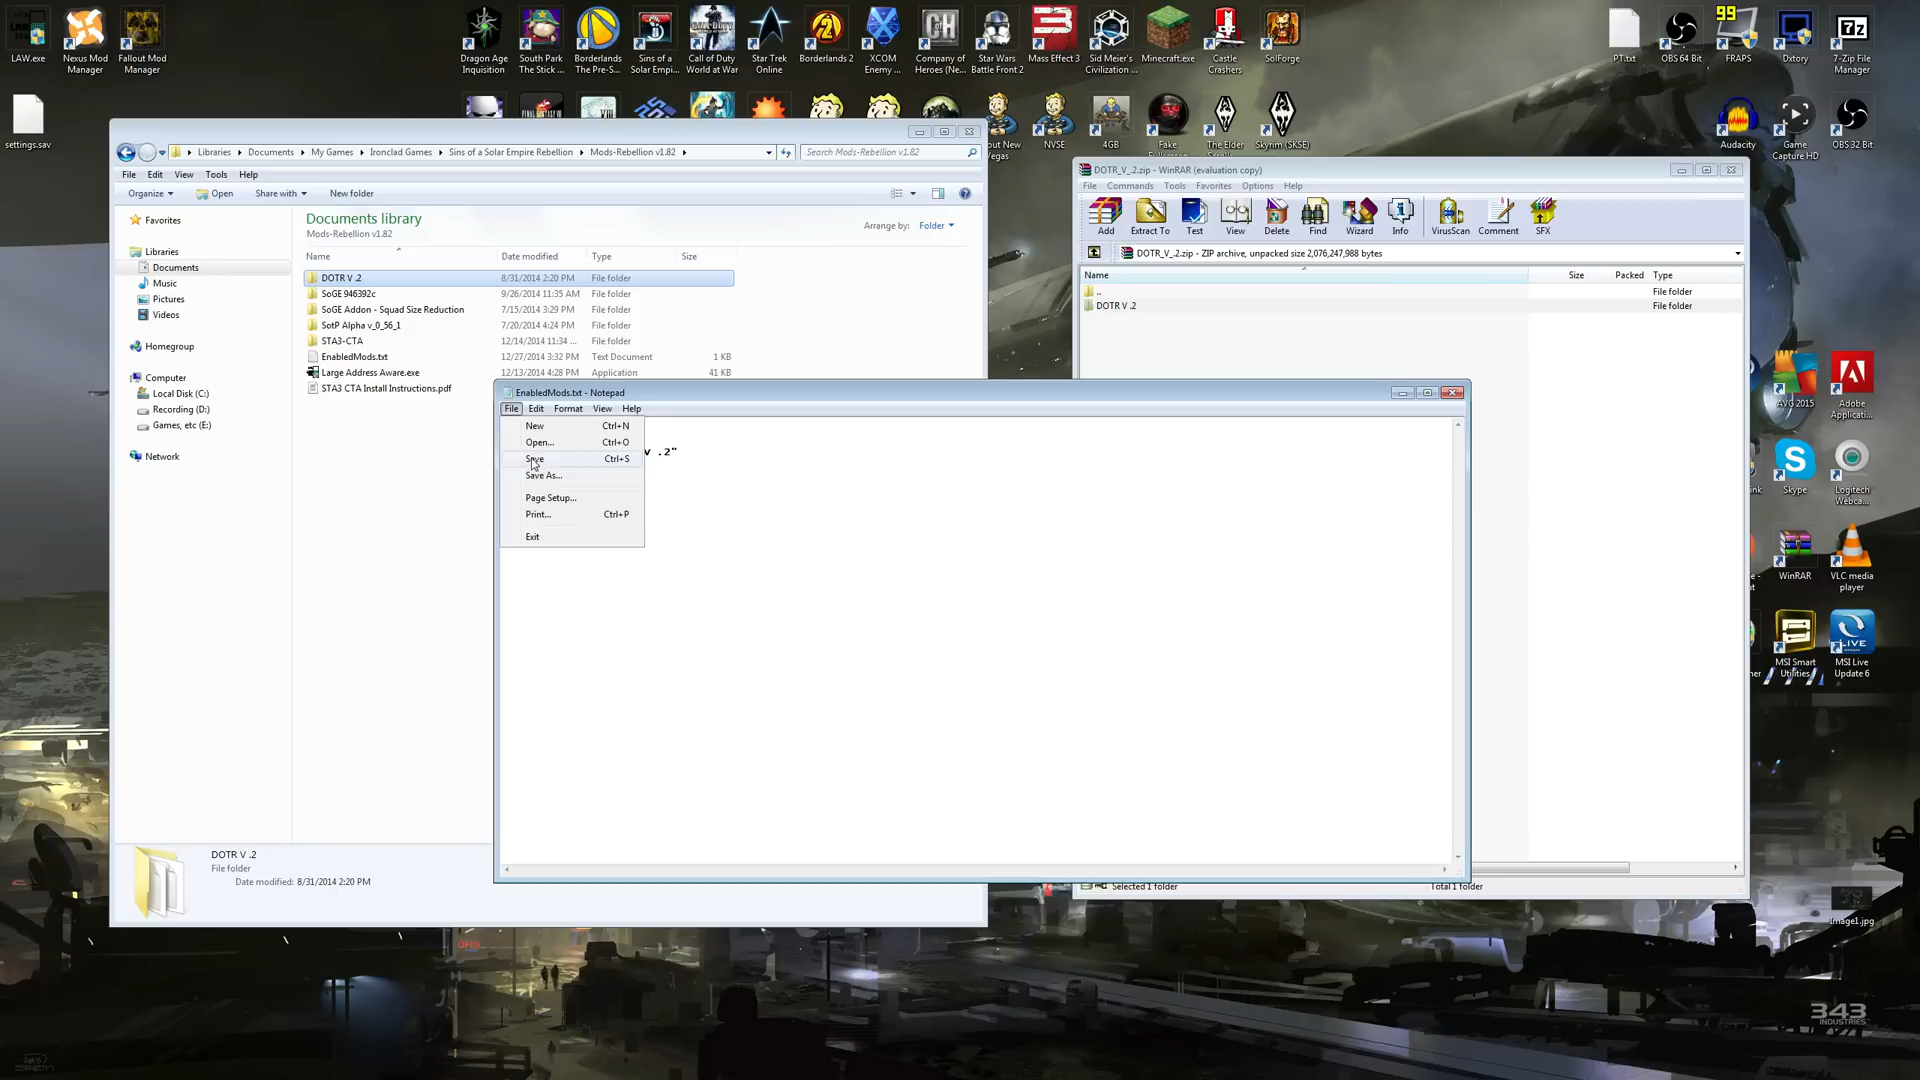 LAW.exe
Nexus Mod Manager
Fallout Mod Manager
Dragon Age Inquisition
South Park The Stick ...
Borderlands The Pre-S...
Sins of a Solar Empi...
Call of Duty World at War
Star Trek Online
Borderlands 2
XCOM Enemy ...
Company of Heroes (Ne...
Star Wars Battle Front 2
Mass Effect 3
Sid Meier's Civilization ...
Minecraft.exe
Castle Crashers
SolForge
PT.txt
OBS 64 Bit
99
FRAPS
Dxtory
7-Zip File Manager
settings.sav
out New Vegas
NVSE
4GB
Fake Fullscreen
The Elder
Skyrim (SKSE)
Audacity
Game Capture HD
OBS 32 Bit
Libraries
Documents
My Games
Ironclad Games
Sins of a Solar Empire Rebellion
Mods-Rebellion v1.82
Search Mods-Rebellion v1.82
File Edit View Tools Help
Organize
Open
Share with
New folder
Favorites
Libraries
Documents
Music
Pictures
Videos
Homegroup
Computer
Local Disk (C:)
Recording (D:)
Games, etc (E:)
Network
Documents library
Mods-Rebellion v1.82
Arrange by: Folder
Name Date modified Type Size
DOTR V .2 8/31/2014 2:20 PM File folder
SoGE 946392c 9/26/2014 11:35 AM File folder
SoGE Addon - Squad Size Reduction 7/15/2014 3:29 PM File folder
SotP Alpha v_0_56_1 7/20/2014 4:24 PM File folder
STA3-CTA 12/14/2014 11:34 ... File folder
EnabledMods.txt 12/27/2014 3:32 PM Text Document 1 KB
Large Address Aware.exe 12/13/2014 4:28 PM Application 41 KB
STA3 CTA Install Instructions.pdf
DOTR V .2
File folder
Date modified: 8/31/2014 2:20 PM
DOTR_V_.2.zip - WinRAR (evaluation copy)
File Commands Tools Favorites Options Help
Add
Extract To
Test
View
Delete
Find
Wizard
Info
VirusScan
Comment
SFX
DOTR_V_.2.zip - ZIP archive, unpacked size 2,076,247,988 bytes
Name Size Packed Type
.. File folder
DOTR V .2 File folder
Selected 1 folder
Total 1 folder
EnabledMods.txt - Notepad
File Edit Format View Help
New Ctrl+N
Open... Ctrl+O
Save Ctrl+S
Save As...
Page Setup...
Print... Ctrl+P
Exit
v .2"
AVG 2015
Adobe Applicati...
ink
Skype
Logitech Webca...
WinRAR
VLC media player
ner
MSI Smart Utilities
LIVE
MSI Live Update 6
Image1.jpg
OPEN
343
INDUSTRIES